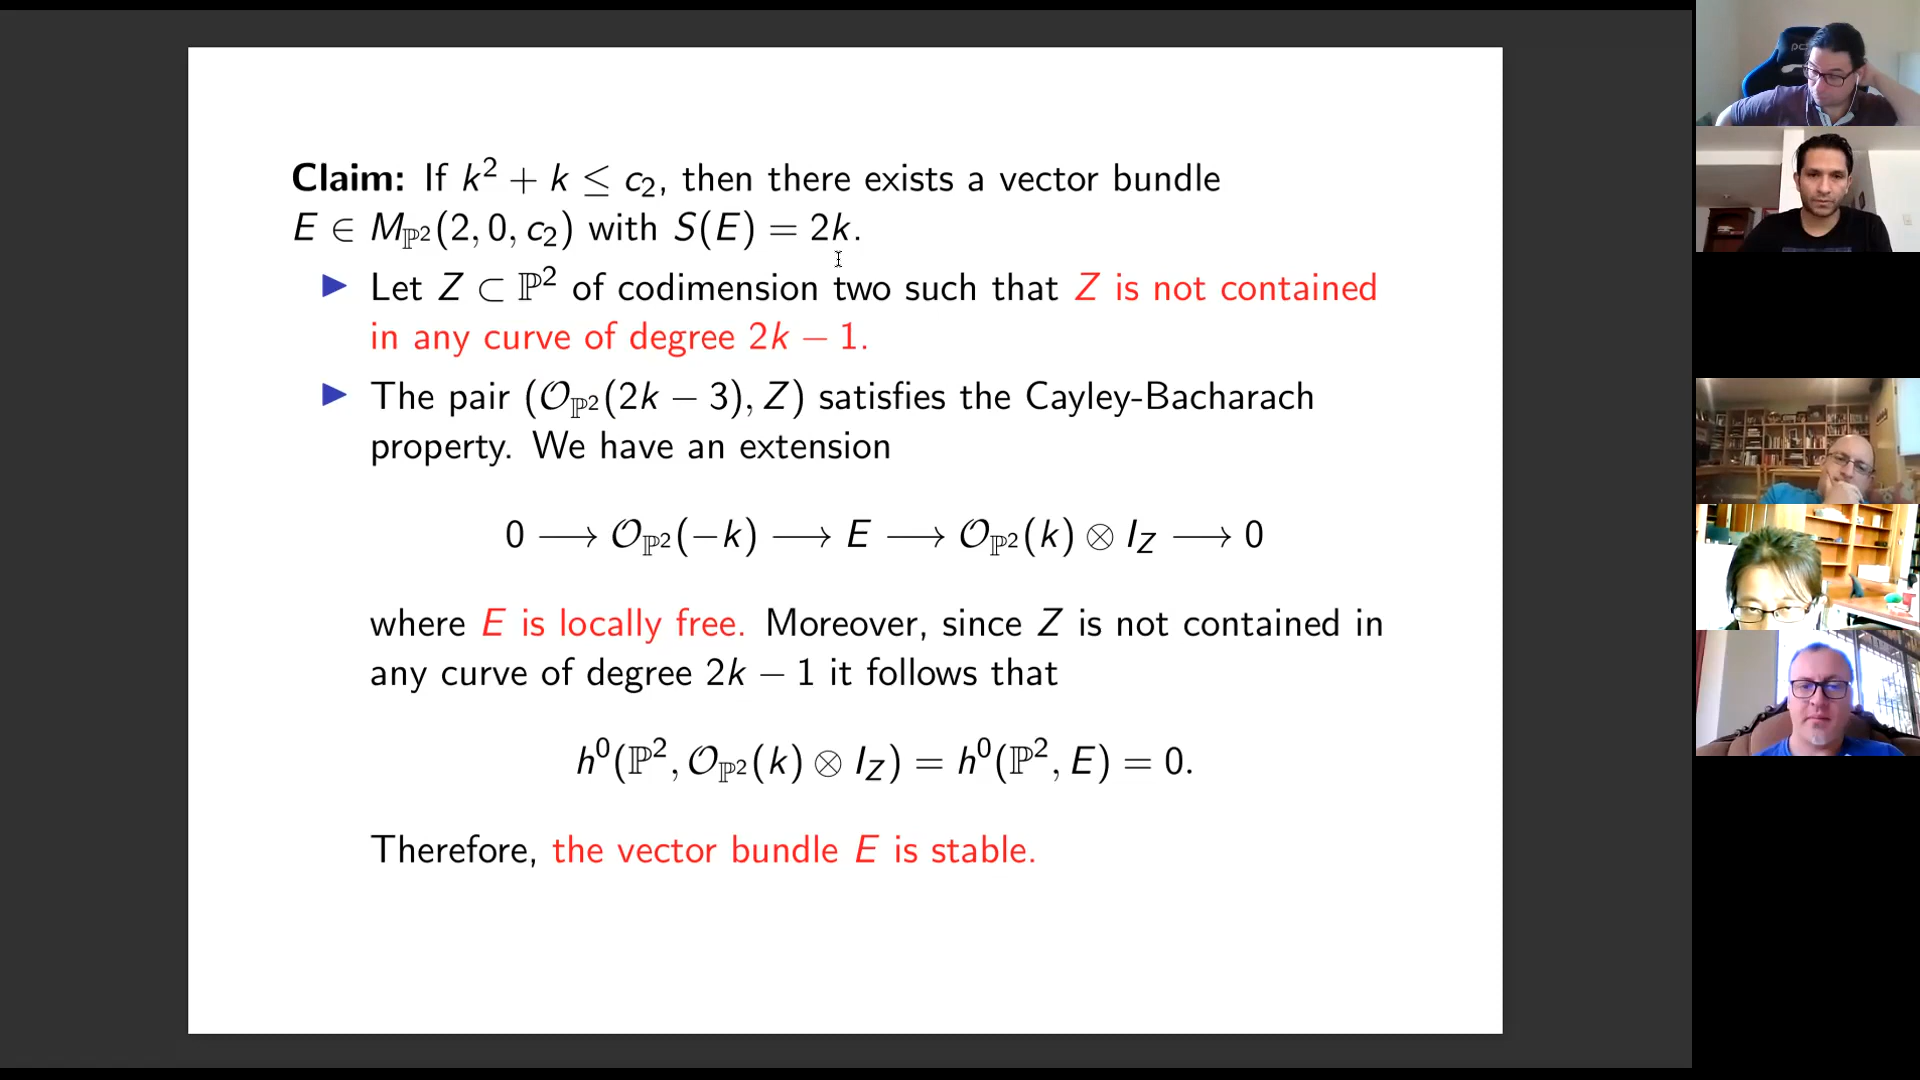 Claim: If k² + k ≤ c₂, then there exists a vector bundle
E ∈ M_ℙ²(2, 0, c₂) with S(E) = 2k.
▶ Let Z ⊂ ℙ² of codimension two such that Z is not contained
in any curve of degree 2k − 1.
▶ The pair (𝒪_ℙ²(2k − 3), Z) satisfies the Cayley-Bacharach
property. We have an extension
0 ⟶ 𝒪_ℙ²(−k) ⟶ E ⟶ 𝒪_ℙ²(k) ⊗ I_Z ⟶ 0
where E is locally free. Moreover, since Z is not contained in
any curve of degree 2k − 1 it follows that
h⁰(ℙ², 𝒪_ℙ²(k) ⊗ I_Z) = h⁰(ℙ², E) = 0.
Therefore, the vector bundle E is stable.